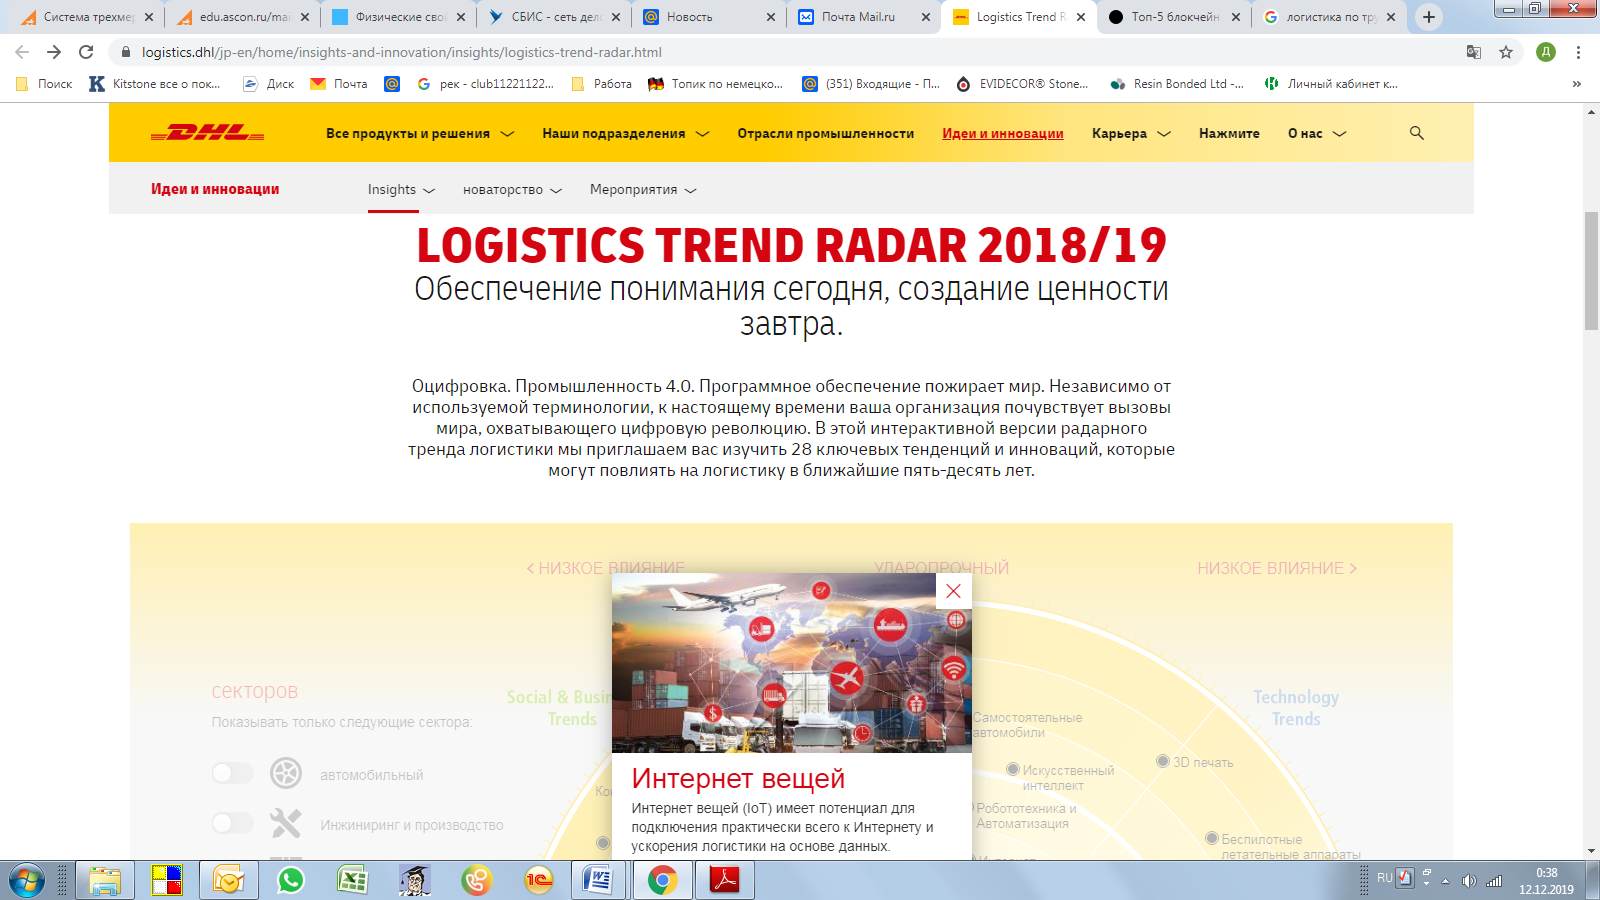 Система трехмер
edu.ascon.ru/mai
Физические свой
СБИС - сеть дел
Новость
Почта Mail.ru
Logistics Trend R
Топ-5 блокчейн
логистика по тру
logistics.dhl/jp-en/home/insights-and-innovation/insights/logistics-trend-radar.html
Д
Поиск
Kitstone все о пок...
Диск
Почта
рек - club11221122...
Работа
Топик по немецко...
(351) Входящие - П...
EVIDECOR® Stone...
Resin Bonded Ltd -...
Личный кабинет к...
»
DHL
Все продукты и решения
Наши подразделения
Отрасли промышленности
Идеи и инновации
Карьера
Нажмите
О нас
Идеи и инновации
Insights
новаторство
Мероприятия
LOGISTICS TREND RADAR 2018/19
Обеспечение понимания сегодня, создание ценности
завтра.
Оцифровка. Промышленность 4.0. Программное обеспечение пожирает мир. Независимо от
используемой терминологии, к настоящему времени ваша организация почувствует вызовы
мира, охватывающего цифровую революцию. В этой интерактивной версии радарного
тренда логистики мы приглашаем вас изучить 28 ключевых тенденций и инноваций, которые
могут повлиять на логистику в ближайшие пять-десять лет.
< НИЗКОЕ ВЛИЯНИЕ
УДАРОПРОЧНЫЙ
НИЗКОЕ ВЛИЯНИЕ >
секторов
Показывать только следующие сектора:
автомобильный
Инжиниринг и производство
Social & Busin
Trends
Technology
Trends
Самостоятельные
автомобили
3D печать
Искусственный
интеллект
Робототехника и
Автоматизация
Беспилотные
летательные аппараты
Интернет вещей
Интернет вещей (IoT) имеет потенциал для
подключения практически всего к Интернету и
ускорения логистики на основе данных.
RU
0:38
12.12.2019